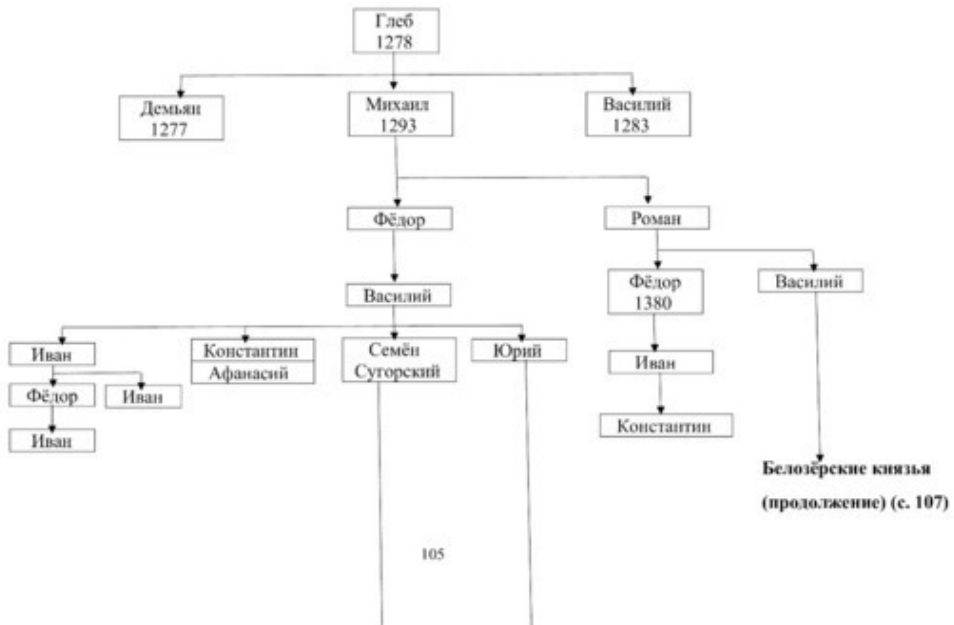 Глеб
1278
Демьян
1277
Михаил
1293
Василий
1283
Фёдор
Роман
Василий
Фёдор
1380
Василий
Иван
Константин
Афанасий
Семён
Сугорский
Юрий
Иван
Фёдор
Иван
Константин
Иван
Белозёрские князья
(продолжение) (с. 107)
105